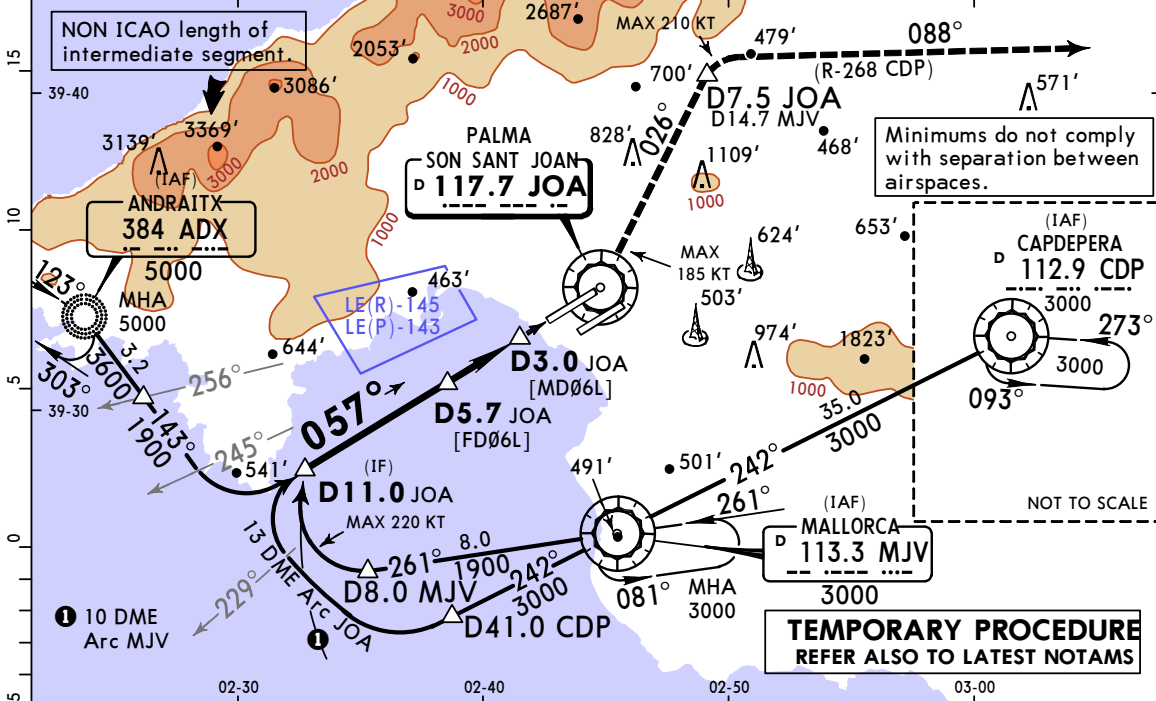 NON ICAO length of
intermediate segment.
2687'
3000
2000
2053'
1000
MAX 210 KT
479'
088°
(R-268 CDP)
15
39-40
3086'
700'
D7.5 JOA
D14.7 MJV
571'
3369'
3139'
3000
2000
026°
828'
468'
Minimums do not comply
with separation between
airspaces.
PALMA
SON SANT JOAN
D 117.7 JOA
1109'
1000
(IAF)
ANDRAITX
384 ADX
5000
10
1000
653'
624'
(IAF)
CAPDEPERA
D 112.9 CDP
3000
MAX
185 KT
123°
MHA
5000
463'
LE(R)-145
LE(P)-143
503'
273°
3000
093°
974'
1823'
1000
644'
303°
3600
3.2
256°
D3.0 JOA
[MD06L]
5
39-30
057°
D5.7 JOA
[FD06L]
35.0
3000
143°
1900
245°
541'
(IF)
D11.0 JOA
491'
501'
242°
261°
NOT TO SCALE
MAX 220 KT
(IAF)
MALLORCA
D 113.3 MJV
3000
0
13 DME Arc JOA
8.0
261°
1900
242°
3000
D8.0 MJV
081°
MHA
3000
229°
1 10 DME
Arc MJV
1
D41.0 CDP
TEMPORARY PROCEDURE
REFER ALSO TO LATEST NOTAMS
5
02-30
02-40
02-50
03-00